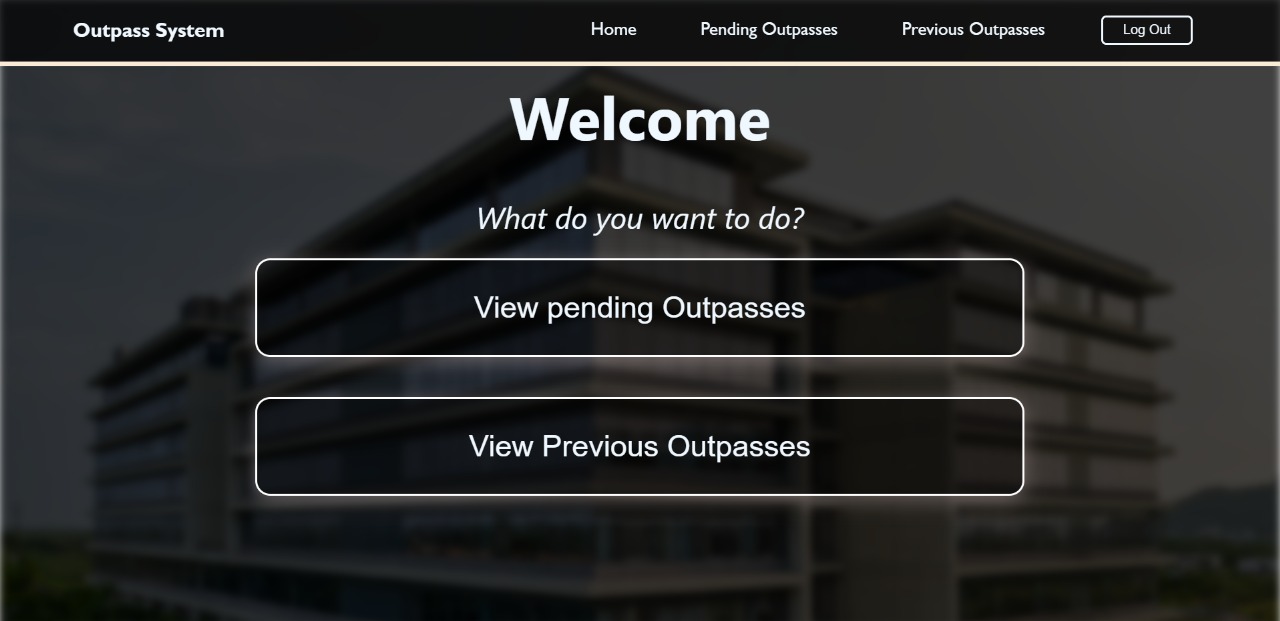 Outpass System
Home
Pending Outpasses
Previous Outpasses
Log Out
Welcome
What do you want to do?
View pending Outpasses
View Previous Outpasses